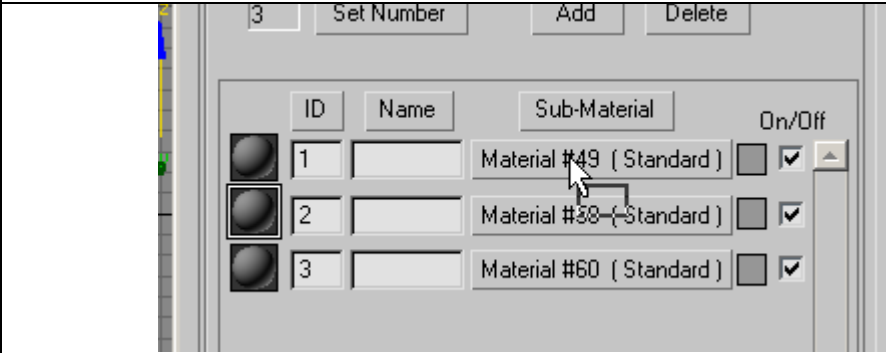 3 Set Number Add Delete
ID Name Sub-Material On/Off
1 Material #49 ( Standard )
2 Material ( Standard )
3 Material #60 ( Standard )